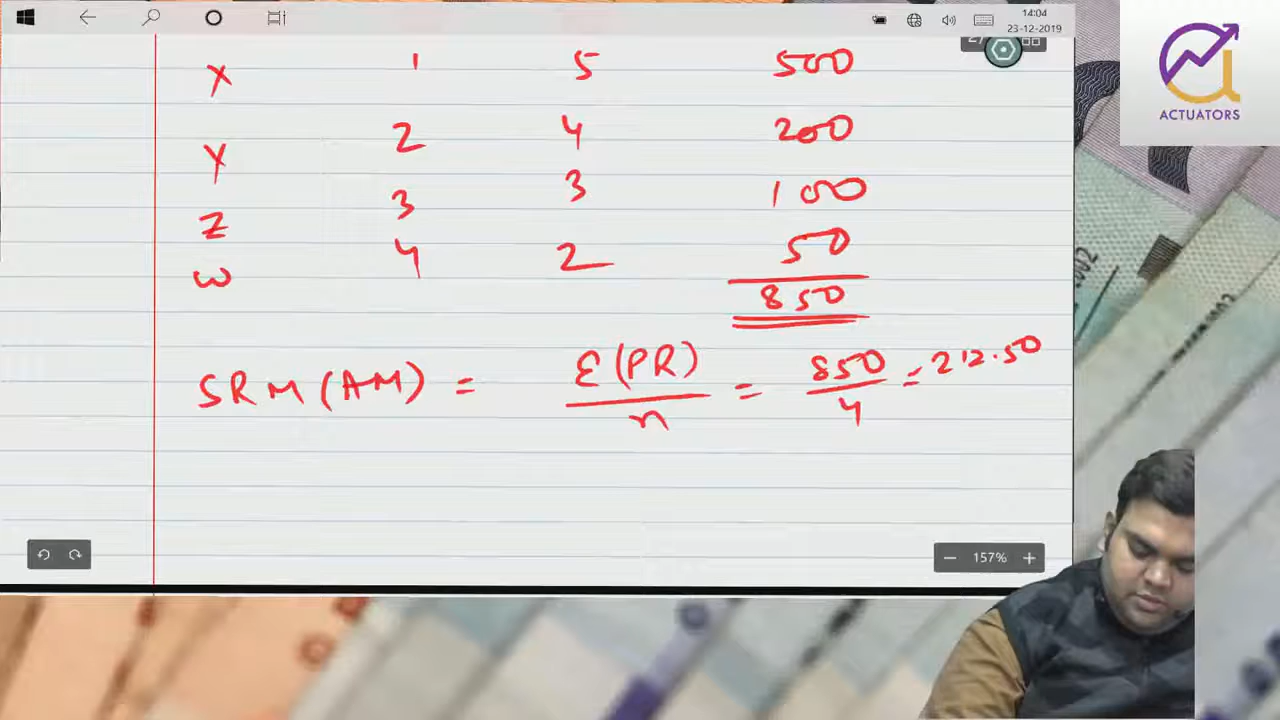 14:04
23-12-2019
X 1 5 500
Y 2 4 200
Z 3 3 100
W 4 2 50
850
SRM (AM) = Σ(PR) / n = 850 / 4 = 212.50
157%
ACTUATORS